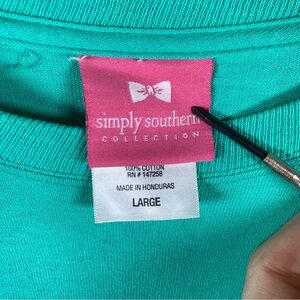 simply southern
COLLECTION
100% COTTON
RN # 147258
MADE IN HONDURAS
LARGE